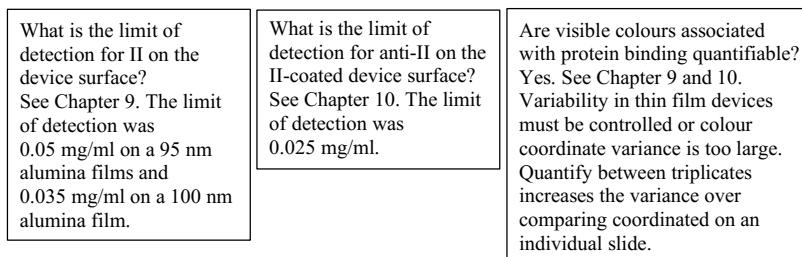 What is the limit of
detection for II on the
device surface?
See Chapter 9. The limit
of detection was
0.05 mg/ml on a 95 nm
alumina films and
0.035 mg/ml on a 100 nm
alumina film.
What is the limit of
detection for anti-II on the
II-coated device surface?
See Chapter 10. The limit
of detection was
0.025 mg/ml.
Are visible colours associated
with protein binding quantifiable?
Yes. See Chapter 9 and 10.
Variability in thin film devices
must be controlled or colour
coordinate variance is too large.
Quantify between triplicates
increases the variance over
comparing coordinated on an
individual slide.